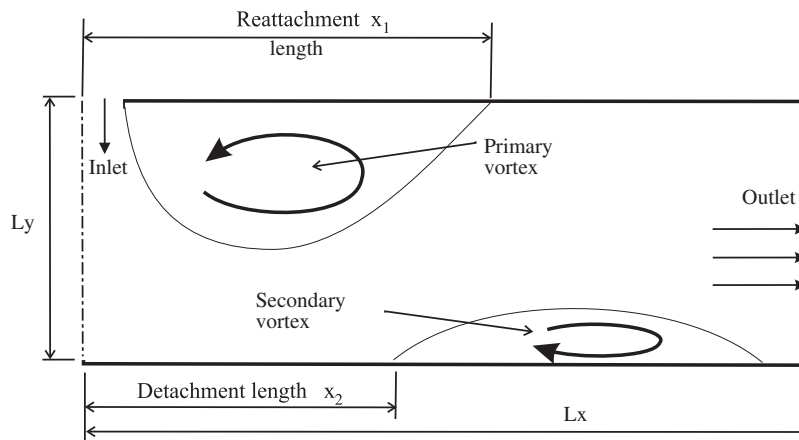 Reattachment x1
length
Inlet
Primary
vortex
Ly
Outlet
Secondary
vortex
Detachment length x2
Lx